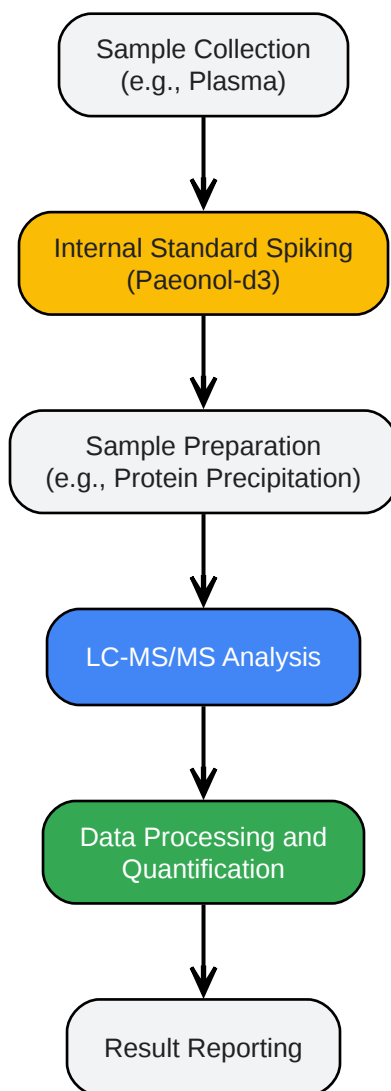 Sample Collection
(e.g., Plasma)
Internal Standard Spiking
(Paeonol-d3)
Sample Preparation
(e.g., Protein Precipitation)
LC-MS/MS Analysis
Data Processing and
Quantification
Result Reporting